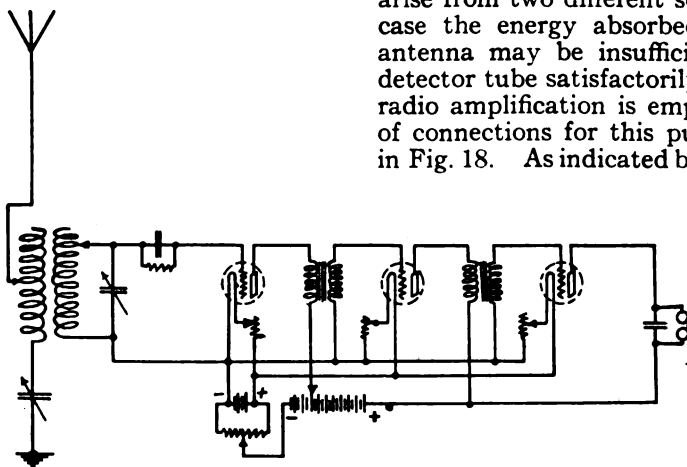 arise from two different s
case the energy absorbe
antenna may be insuffici
detector tube satisfactoril
radio amplification is emp
of connections for this pu
in Fig. 18. As indicated b
- +
- +